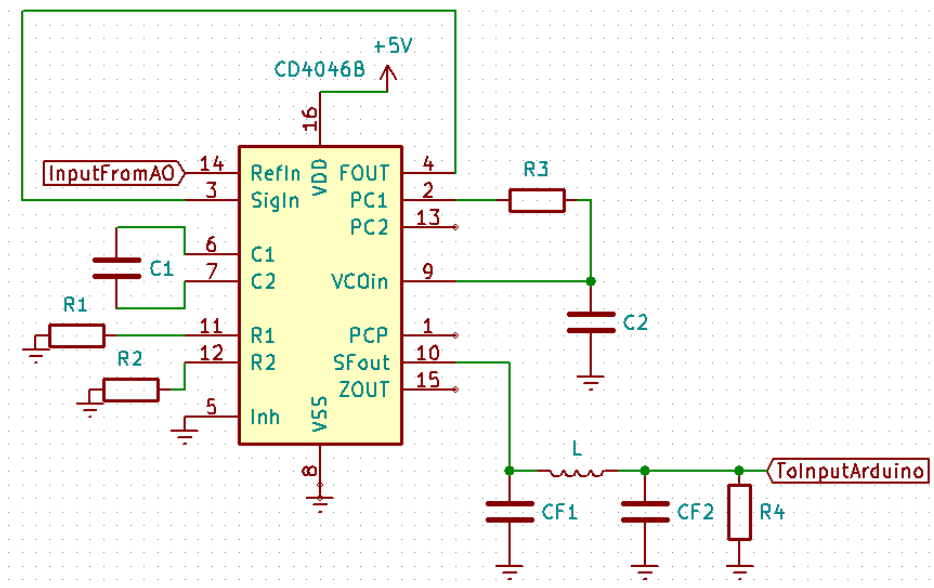 +5V
CD4046B
16
InputFromAO
14
RefIn
VDD
FOUT
4
R3
3
SigIn
PC1
2
PC2
13
C1
6
C1
7
C2
VCOin
9
C2
R1
11
R1
PCP
1
R2
12
R2
SFout
10
ZOUT
15
5
Inh
VSS
8
L
ToInputArduino
CF1
CF2
R4